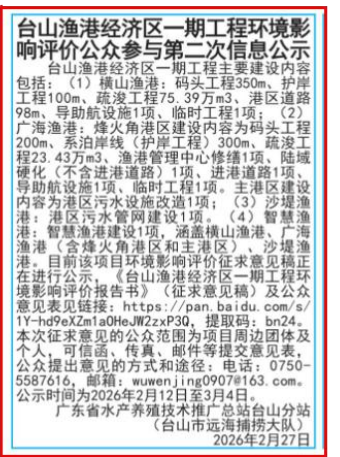 台山渔港经济区一期工程环境影
响评价公众参与第二次信息公示
台山渔港经济区一期工程主要建设内容
包括：（1）横山渔港：码头工程350m、护岸
工程100m、疏浚工程75.39万m3、港区道路
98m、导助航设施1项、临时工程1项；（2）
广海渔港：烽火角港区建设内容为码头工程
200m、系泊岸线（护岸工程）300m、疏浚工
程23.43万m3、渔港管理中心修缮1项、陆域
硬化（不含进港道路）1项、进港道路1项、
导助航设施1项、临时工程1项。主港区建设
内容为港区污水设施改造1项；（3）沙堤渔
港：港区污水管网建设1项。（4）智慧渔
港：智慧渔港建设1项，涵盖横山渔港、广海
渔港（含烽火角港区和主港区）、沙堤渔
港。目前该项目环境影响评价征求意见稿正
在进行公示，《台山渔港经济区一期工程环
境影响评价报告书》（征求意见稿）及公众
意见表见链接：https://pan.baidu.com/s/
1Y-hd9eXZm1a0HeJW2zxP3Q，提取码：bn24。
本次征求意见的公众范围为项目周边团体及
个人，可信函、传真、邮件等提交意见表，
公众提出意见的方式和途径：电话：0750-
5587616，邮箱：wuwenjing0907@163.com。
公示时间为2026年2月12日至3月4日。
广东省水产养殖技术推广总站台山分站
（台山市远海捕捞大队）
2026年2月27日